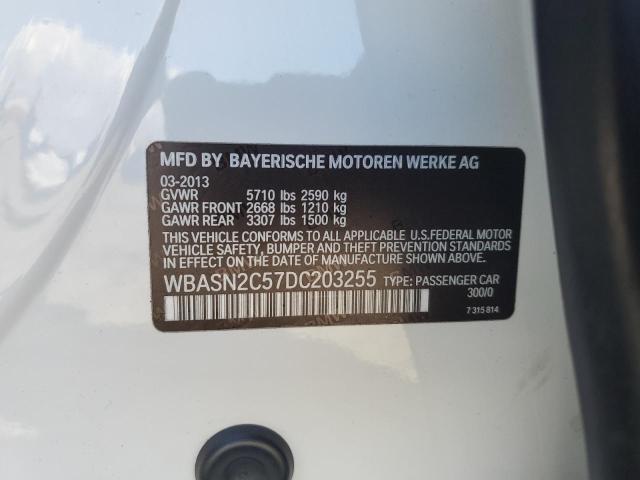 MFD BY BAYERISCHE MOTOREN WERKE AG
03-2013
GVWR 5710 lbs 2590 kg
GAWR FRONT 2668 lbs 1210 kg
GAWR REAR 3307 lbs 1500 kg
THIS VEHICLE CONFORMS TO ALL APPLICABLE U.S.FEDERAL MOTOR
VEHICLE SAFETY, BUMPER AND THEFT PREVENTION STANDARDS
IN EFFECT ON THE DATE OF MANUFACTURE SHOWN ABOVE.
WBASN2C57DC203255 TYPE: PASSENGER CAR
300/0
7 315 814